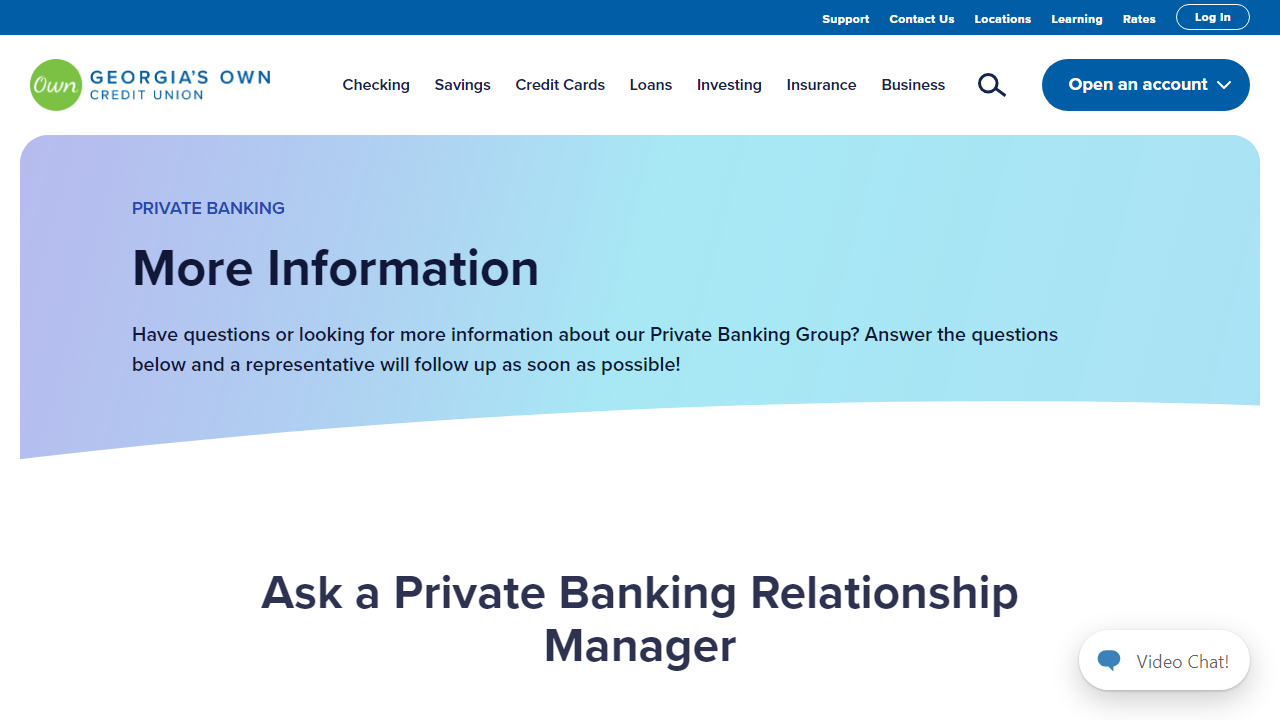 Support Contact Us Locations Learning Rates Log In
Own GEORGIA'S OWN
CREDIT UNION
Checking Savings Credit Cards Loans Investing Insurance Business Open an account
PRIVATE BANKING
More Information
Have questions or looking for more information about our Private Banking Group? Answer the questions
below and a representative will follow up as soon as possible!
Ask a Private Banking Relationship
Manager
Video Chat!